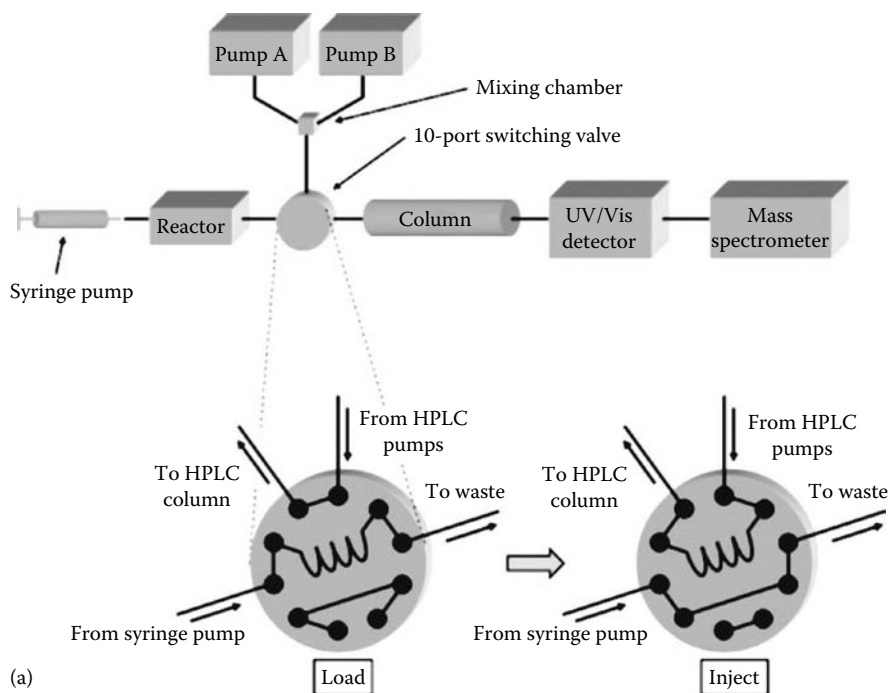 Pump A
Pump B
Mixing chamber
10-port switching valve
Reactor
Column
UV/Vis
detector
Mass
spectrometer
Syringe pump
From HPLC
pumps
To HPLC
column
To waste
From syringe pump
Load
From HPLC
pumps
To HPLC
column
To waste
From syringe pump
Inject
(a)